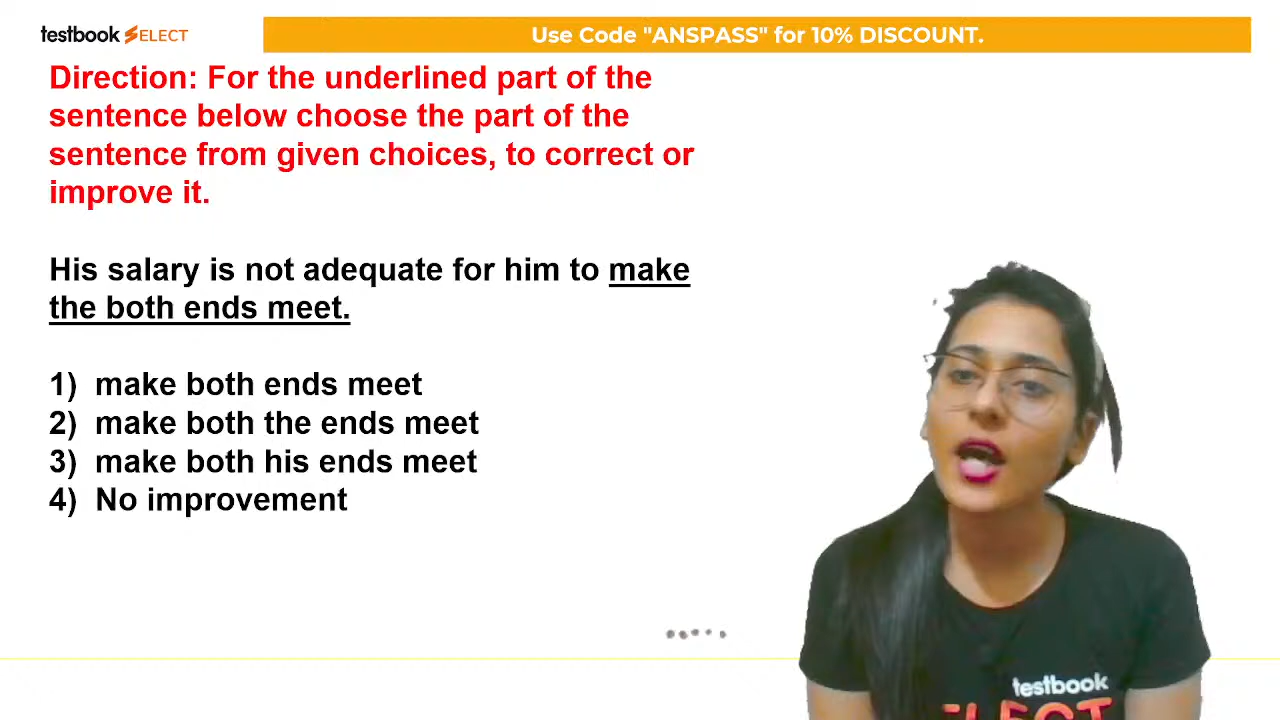 testbook SELECT
Use Code "ANSPASS" for 10% DISCOUNT.
Direction: For the underlined part of the
sentence below choose the part of the
sentence from given choices, to correct or
improve it.
His salary is not adequate for him to make
the both ends meet.
1) make both ends meet
2) make both the ends meet
3) make both his ends meet
4) No improvement
testbook
SELECT